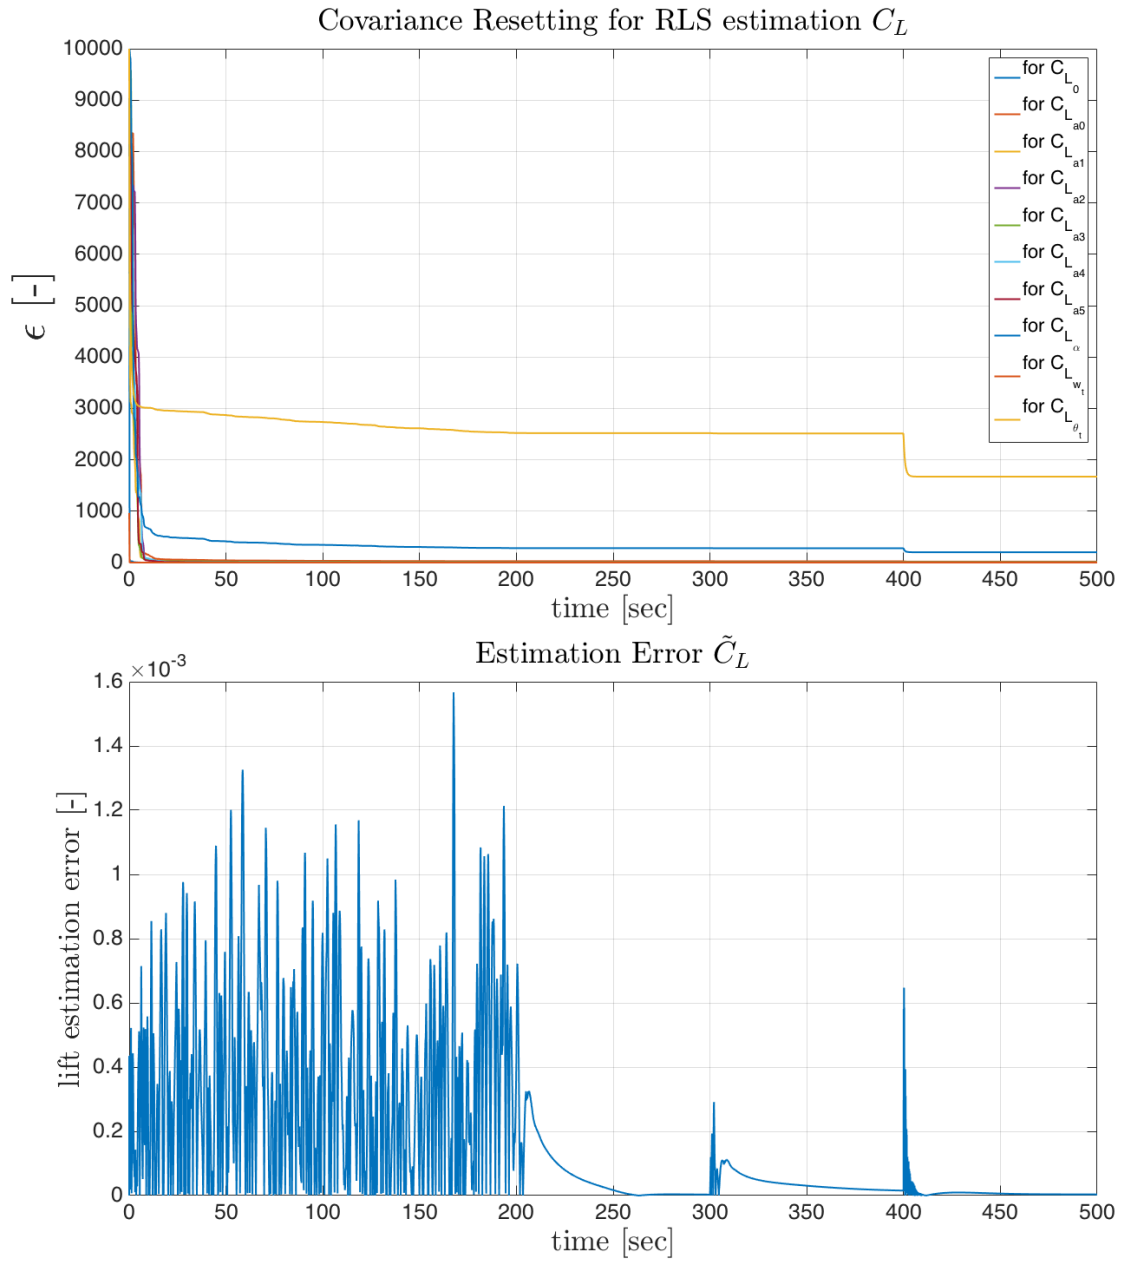 Covariance Resetting for RLS estimation C_L
10000
9000
8000
7000
6000
5000
4000
3000
2000
1000
0
ϵ [-]
for C_L_0
for C_L_a0
for C_L_a1
for C_L_a2
for C_L_a3
for C_L_a4
for C_L_a5
for C_L_α
for C_L_w_t
for C_L_θ_t
0 50 100 150 200 250 300 350 400 450 500
time [sec]
Estimation Error C̃_L
×10^-3
1.6
1.4
1.2
1
0.8
0.6
0.4
0.2
0
lift estimation error [-]
0 50 100 150 200 250 300 350 400 450 500
time [sec]